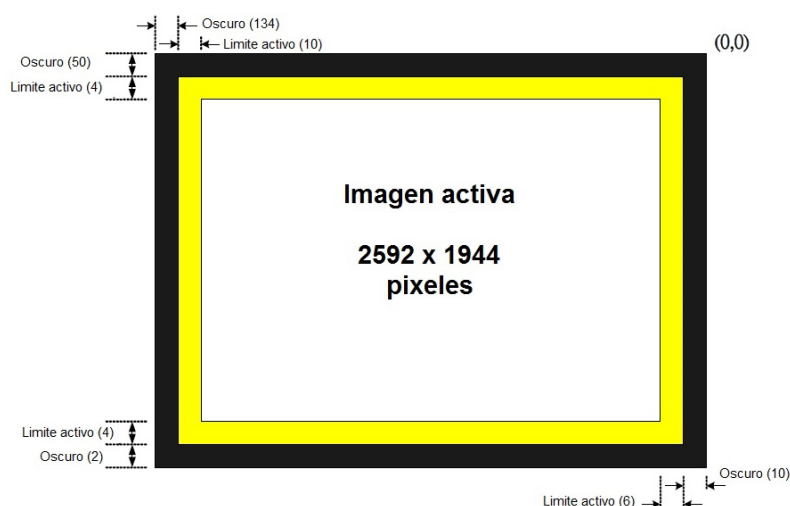 Oscuro (134)
Limite activo (10)
(0,0)
Oscuro (50)
Limite activo (4)
Imagen activa
2592 x 1944
pixeles
Limite activo (4)
Oscuro (2)
Oscuro (10)
Limite activo (6)